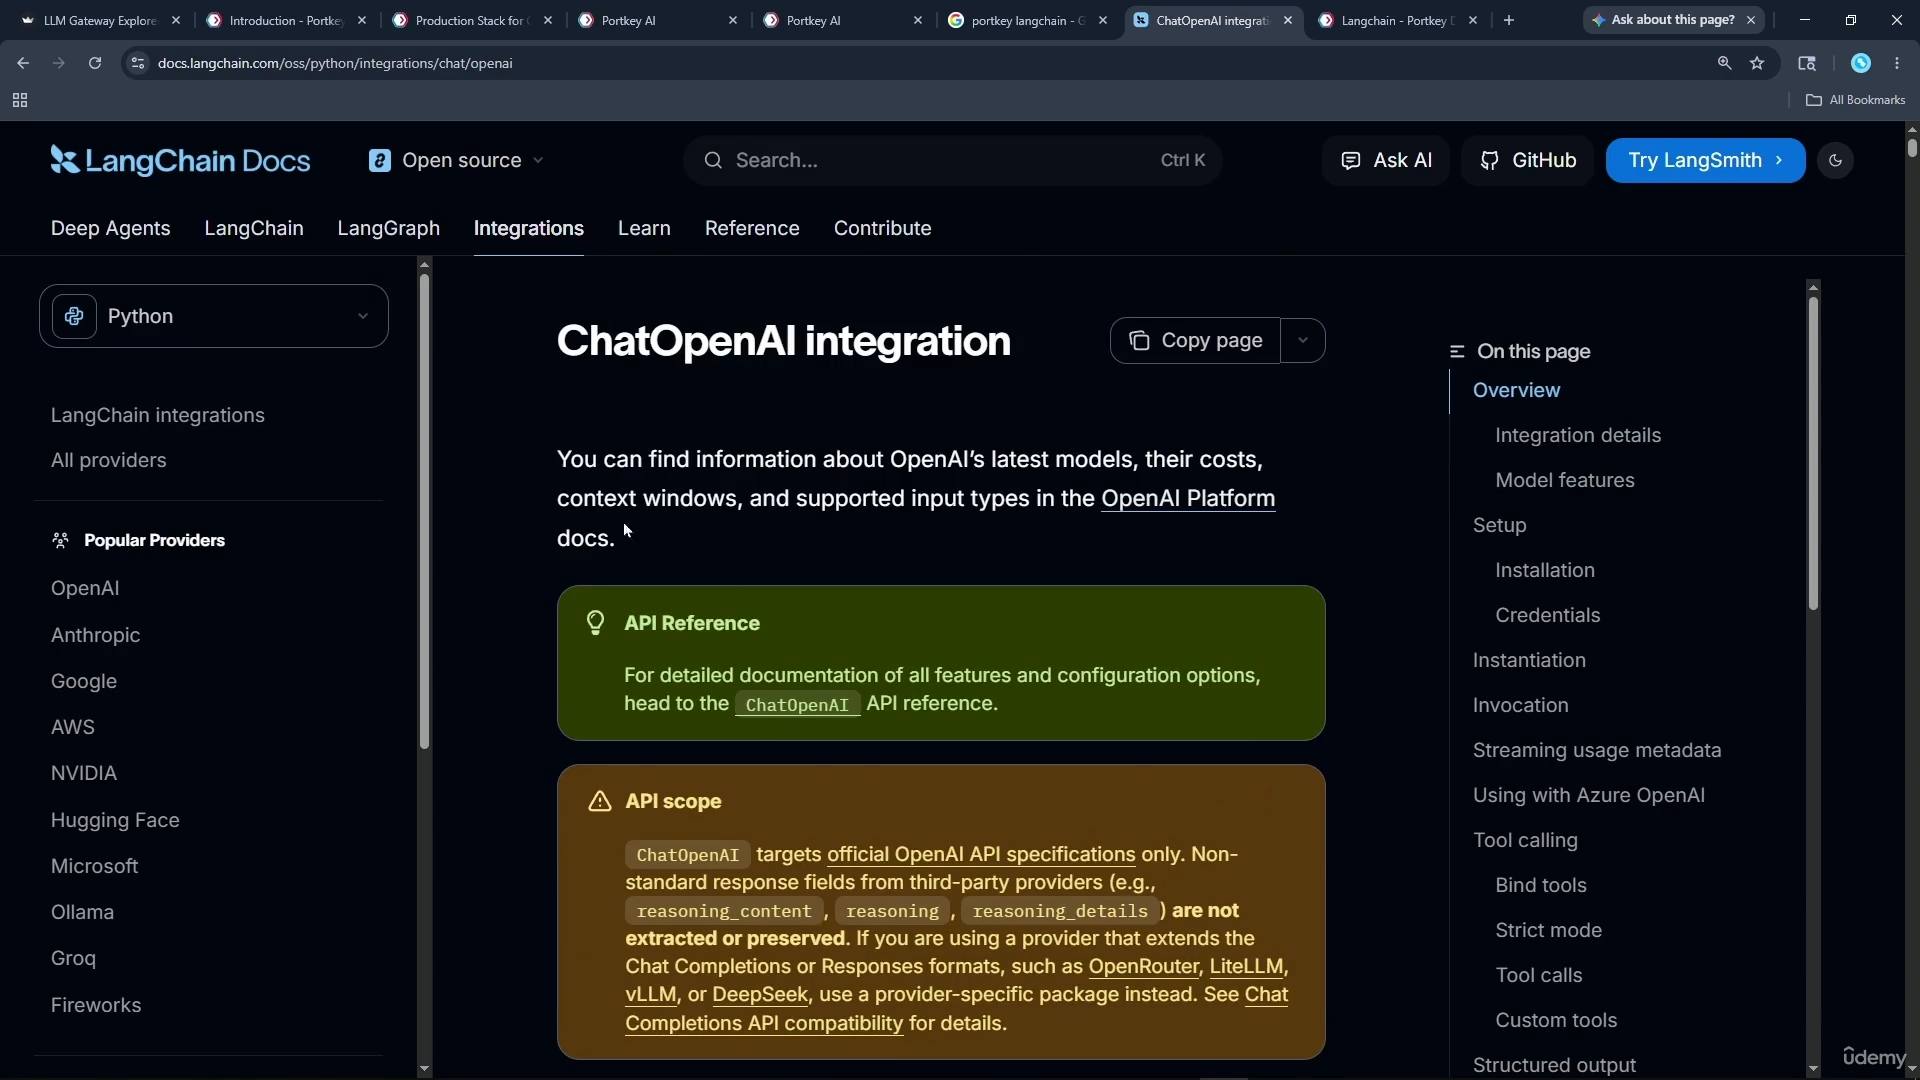 LLM Gateway Explore
Introduction - Portkey
Production Stack for
Portkey AI
Portkey AI
portkey langchain - G
ChatOpenAI integrati
Langchain - Portkey D
Ask about this page?
docs.langchain.com/oss/python/integrations/chat/openai
All Bookmarks
LangChain Docs
Open source
Search...
Ctrl K
Ask AI
GitHub
Try LangSmith
Deep Agents
LangChain
LangGraph
Integrations
Learn
Reference
Contribute
Python
LangChain integrations
All providers
Popular Providers
OpenAI
Anthropic
Google
AWS
NVIDIA
Hugging Face
Microsoft
Ollama
Groq
Fireworks
ChatOpenAI integration
Copy page
You can find information about OpenAI's latest models, their costs,
context windows, and supported input types in the OpenAI Platform
docs.
API Reference
For detailed documentation of all features and configuration options,
head to the ChatOpenAI API reference.
API scope
ChatOpenAI targets official OpenAI API specifications only. Non-
standard response fields from third-party providers (e.g.,
reasoning_content, reasoning, reasoning_details) are not
extracted or preserved. If you are using a provider that extends the
Chat Completions or Responses formats, such as OpenRouter, LiteLLM,
vLLM, or DeepSeek, use a provider-specific package instead. See Chat
Completions API compatibility for details.
On this page
Overview
Integration details
Model features
Setup
Installation
Credentials
Instantiation
Invocation
Streaming usage metadata
Using with Azure OpenAI
Tool calling
Bind tools
Strict mode
Tool calls
Custom tools
Structured output
ûdemy